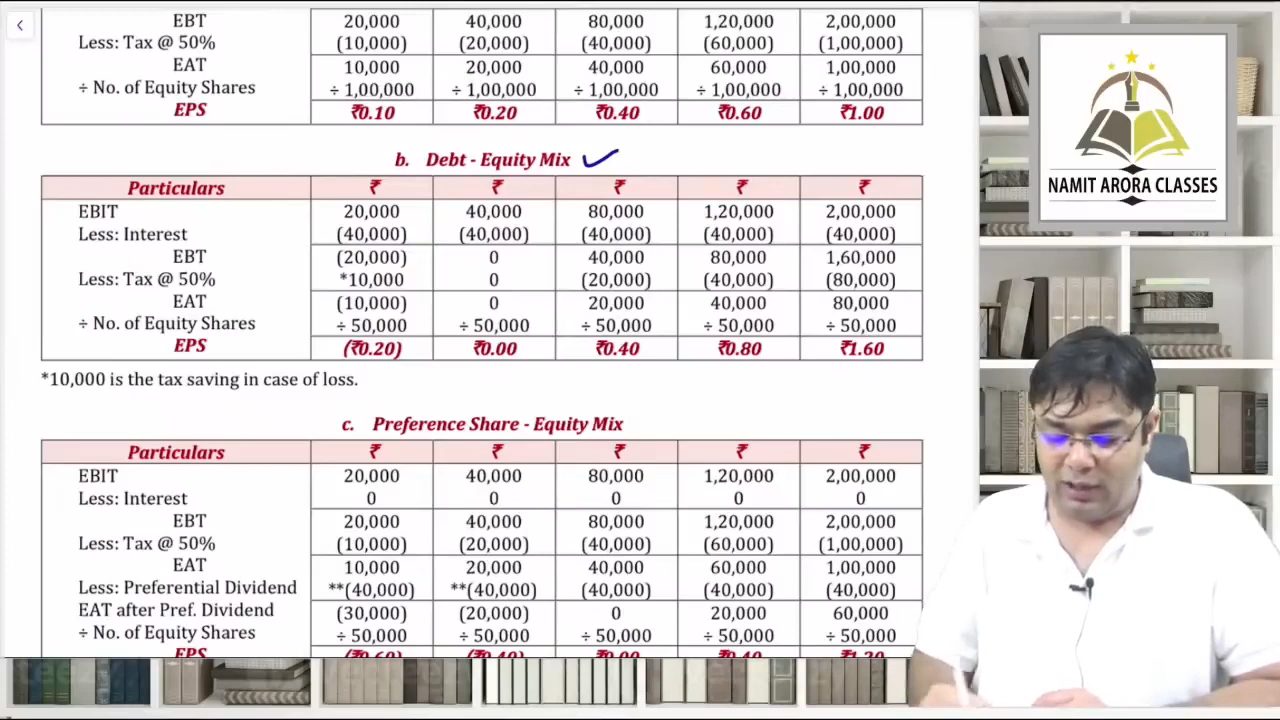 EBT 20,000 40,000 80,000 1,20,000 2,00,000
Less: Tax @ 50% (10,000) (20,000) (40,000) (60,000) (1,00,000)
EAT 10,000 20,000 40,000 60,000 1,00,000
÷ No. of Equity Shares ÷ 1,00,000 ÷ 1,00,000 ÷ 1,00,000 ÷ 1,00,000 ÷ 1,00,000
EPS ₹0.10 ₹0.20 ₹0.40 ₹0.60 ₹1.00
b. Debt - Equity Mix
Particulars ₹ ₹ ₹ ₹ ₹
EBIT 20,000 40,000 80,000 1,20,000 2,00,000
Less: Interest (40,000) (40,000) (40,000) (40,000) (40,000)
EBT (20,000) 0 40,000 80,000 1,60,000
Less: Tax @ 50% *10,000 0 (20,000) (40,000) (80,000)
EAT (10,000) 0 20,000 40,000 80,000
÷ No. of Equity Shares ÷ 50,000 ÷ 50,000 ÷ 50,000 ÷ 50,000 ÷ 50,000
EPS (₹0.20) ₹0.00 ₹0.40 ₹0.80 ₹1.60
*10,000 is the tax saving in case of loss.
c. Preference Share - Equity Mix
Particulars ₹ ₹ ₹ ₹ ₹
EBIT 20,000 40,000 80,000 1,20,000 2,00,000
Less: Interest 0 0 0 0 0
EBT 20,000 40,000 80,000 1,20,000 2,00,000
Less: Tax @ 50% (10,000) (20,000) (40,000) (60,000) (1,00,000)
EAT 10,000 20,000 40,000 60,000 1,00,000
Less: Preferential Dividend **(40,000) **(40,000) (40,000) (40,000) (40,000)
EAT after Pref. Dividend (30,000) (20,000) 0 20,000 60,000
÷ No. of Equity Shares ÷ 50,000 ÷ 50,000 ÷ 50,000 ÷ 50,000 ÷ 50,000
EPS (₹0.60) (₹0.40) ₹0.00 ₹0.40 ₹1.20
NAMIT ARORA CLASSES